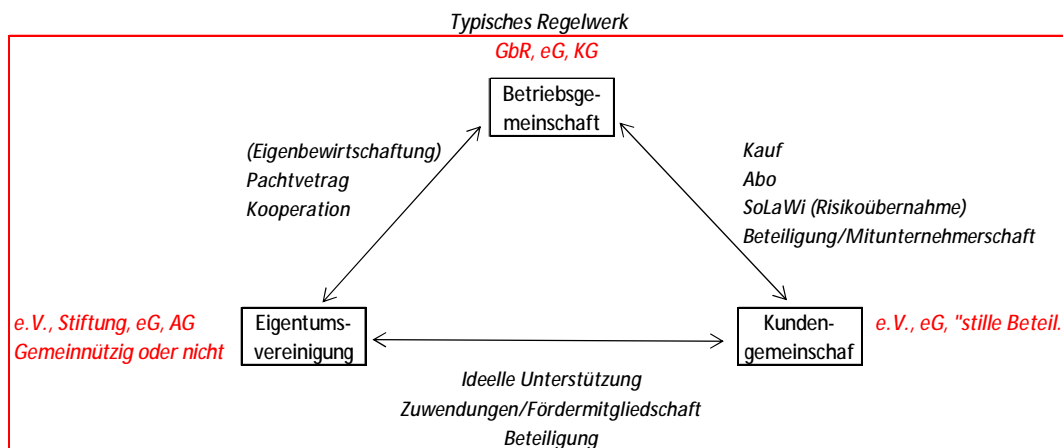 Typisches Regelwerk
GbR, eG, KG
Betriebsge-
meinschaft
(Eigenbewirtschaftung)
Pachtvetrag
Kooperation
Kauf
Abo
SoLaWi (Risikoübernahme)
Beteiligung/Mitunternehmerschaft
e.V., Stiftung, eG, AG
Gemeinnützig oder nicht
Eigentums-
vereinigung
Kunden-
gemeinschaf
e.V., eG, "stille Beteil.
Ideelle Unterstützung
Zuwendungen/Fördermitgliedschaft
Beteiligung